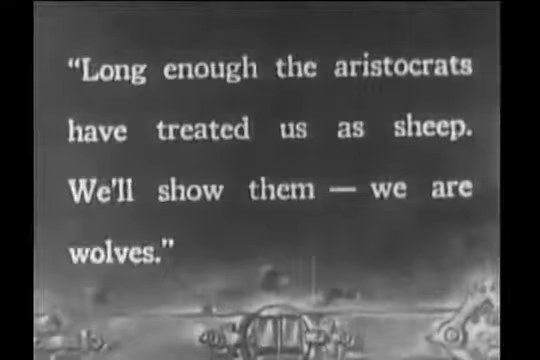 “Long enough the aristocrats
have treated us as sheep.
We'll show them — we are
wolves.”